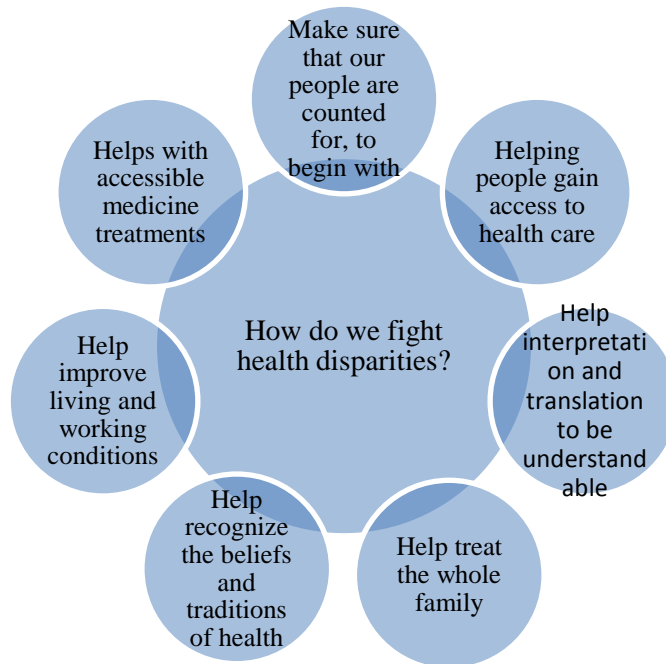 Make sure
that our
people are
counted
for, to
begin with
Helping
people gain
access to
health care
Help
interpretati
on and
translation
to be
understand
able
Help treat
the whole
family
Help
recognize
the beliefs
and
traditions
of health
Help
improve
living and
working
conditions
Helps with
accessible
medicine
treatments
How do we fight
health disparities?